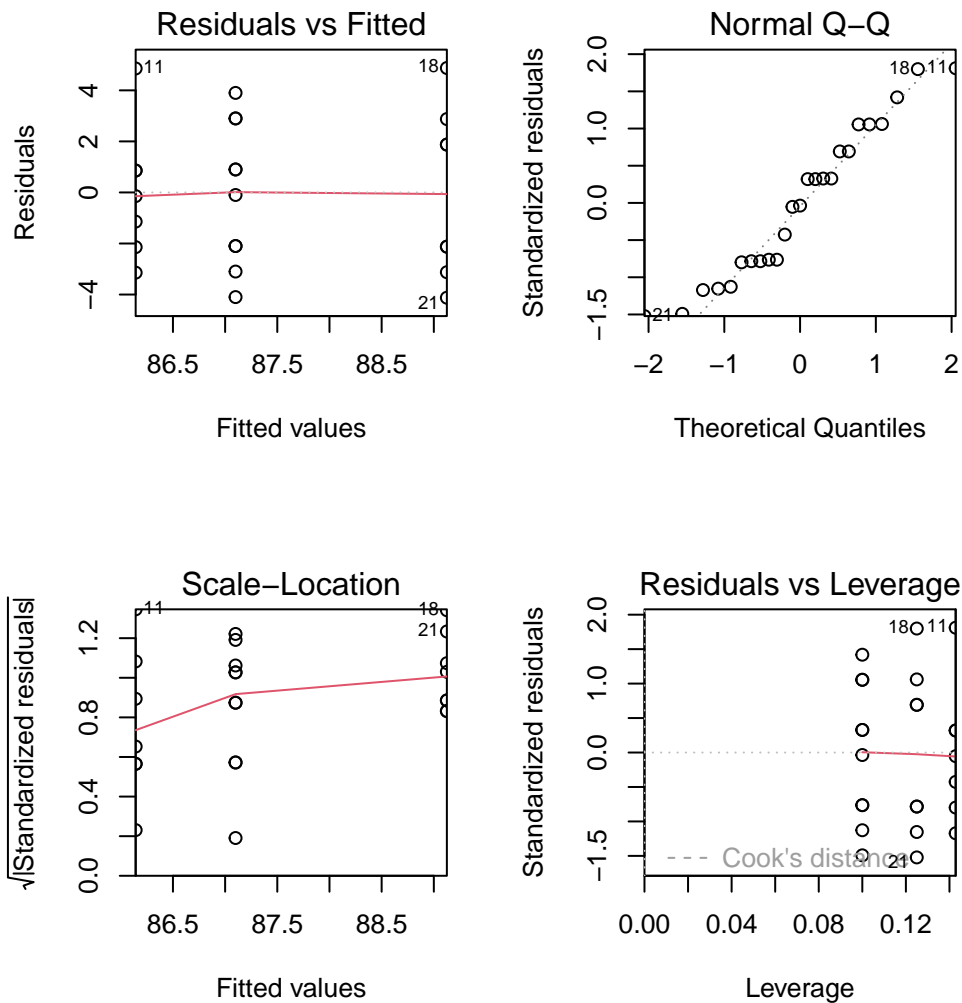 Residuals vs Fitted
Residuals
4
2
0
−4
11
18
21
86.5 87.5 88.5
Fitted values
Normal Q−Q
Standardized residuals
2.0
1.0
0.0
−1.5
18 11
21
−2 −1 0 1 2
Theoretical Quantiles
Scale−Location
√|Standardized residuals|
1.2
0.8
0.4
0.0
11
18
21
86.5 87.5 88.5
Fitted values
Residuals vs Leverage
Standardized residuals
2.0
1.0
0.0
−1.5
18 11
Cook's distance
21
0.00 0.04 0.08 0.12
Leverage